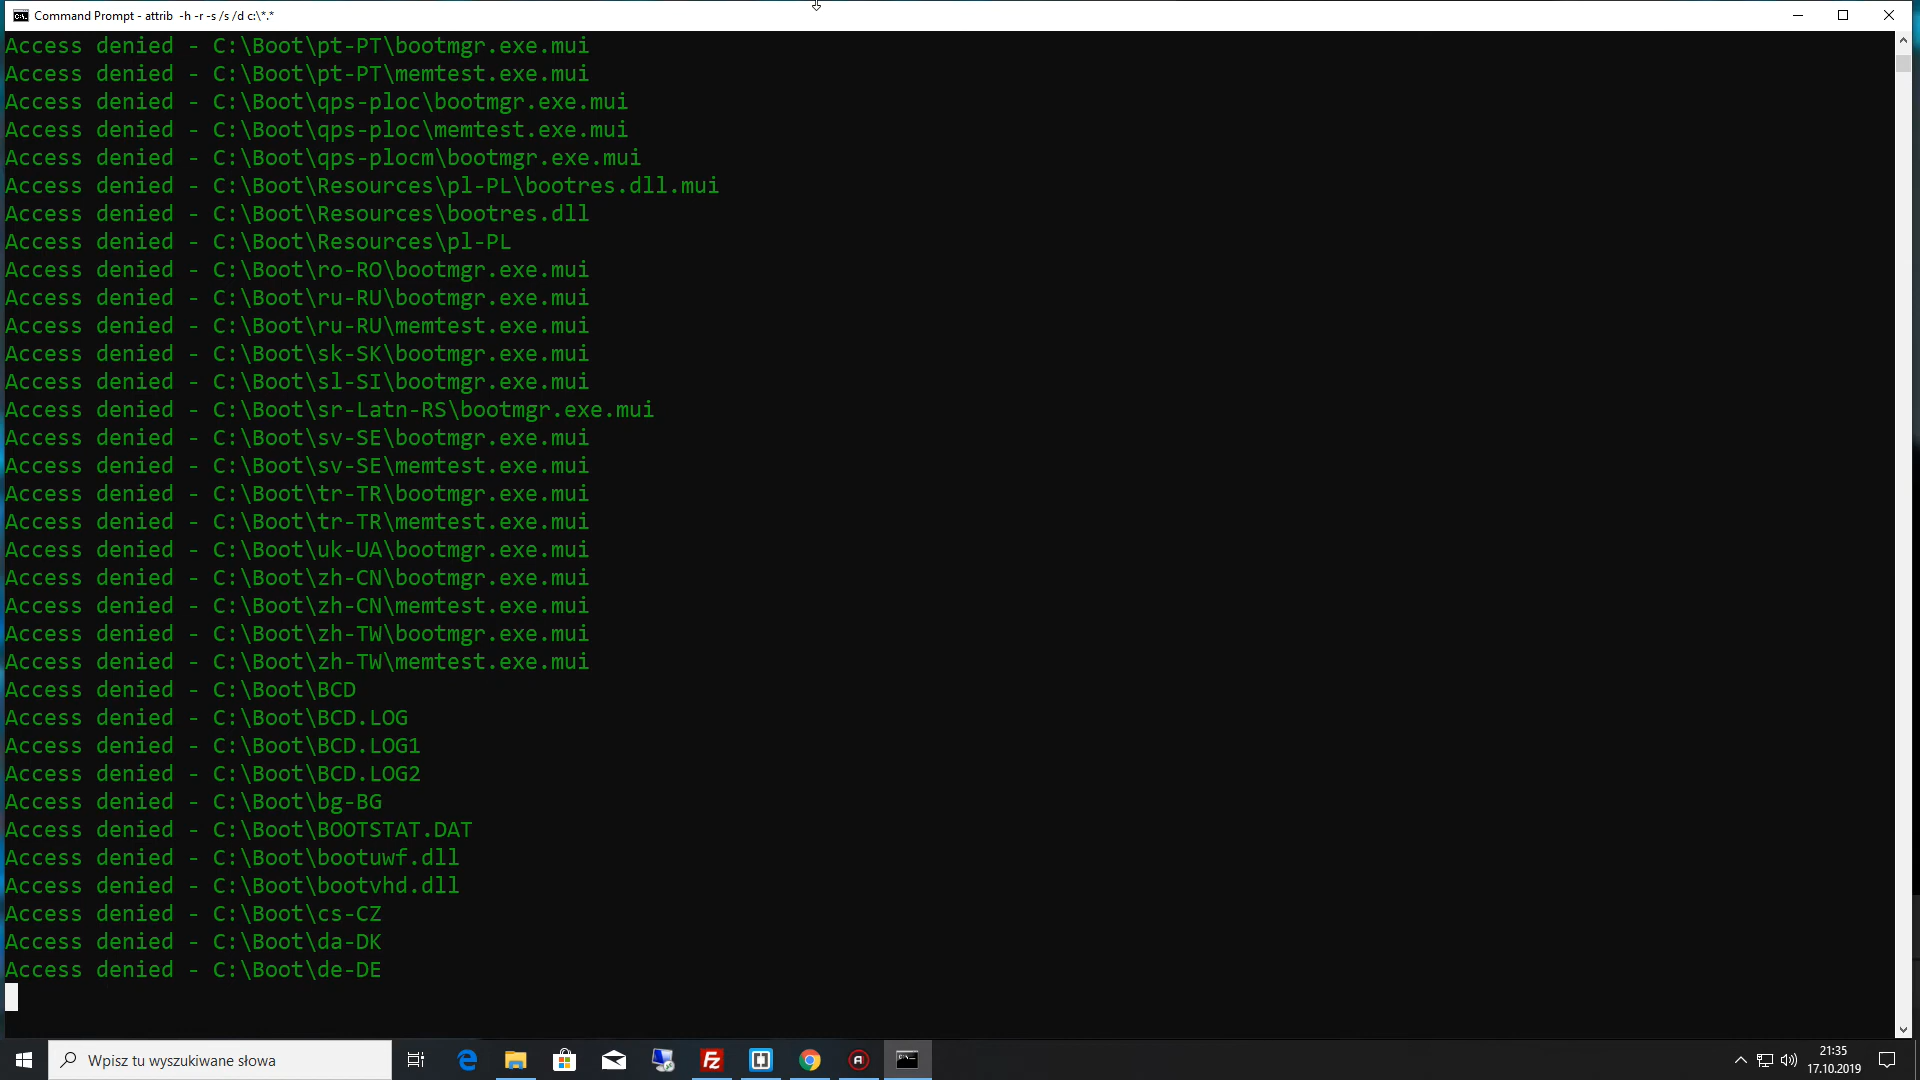 Command Prompt - attrib  -h -r -s /s /d c:\*.*
Access denied - C:\Boot\pt-PT\bootmgr.exe.mui
Access denied - C:\Boot\pt-PT\memtest.exe.mui
Access denied - C:\Boot\qps-ploc\bootmgr.exe.mui
Access denied - C:\Boot\qps-ploc\memtest.exe.mui
Access denied - C:\Boot\qps-plocm\bootmgr.exe.mui
Access denied - C:\Boot\Resources\pl-PL\bootres.dll.mui
Access denied - C:\Boot\Resources\bootres.dll
Access denied - C:\Boot\Resources\pl-PL
Access denied - C:\Boot\ro-RO\bootmgr.exe.mui
Access denied - C:\Boot\ru-RU\bootmgr.exe.mui
Access denied - C:\Boot\ru-RU\memtest.exe.mui
Access denied - C:\Boot\sk-SK\bootmgr.exe.mui
Access denied - C:\Boot\sl-SI\bootmgr.exe.mui
Access denied - C:\Boot\sr-Latn-RS\bootmgr.exe.mui
Access denied - C:\Boot\sv-SE\bootmgr.exe.mui
Access denied - C:\Boot\sv-SE\memtest.exe.mui
Access denied - C:\Boot\tr-TR\bootmgr.exe.mui
Access denied - C:\Boot\tr-TR\memtest.exe.mui
Access denied - C:\Boot\uk-UA\bootmgr.exe.mui
Access denied - C:\Boot\zh-CN\bootmgr.exe.mui
Access denied - C:\Boot\zh-CN\memtest.exe.mui
Access denied - C:\Boot\zh-TW\bootmgr.exe.mui
Access denied - C:\Boot\zh-TW\memtest.exe.mui
Access denied - C:\Boot\BCD
Access denied - C:\Boot\BCD.LOG
Access denied - C:\Boot\BCD.LOG1
Access denied - C:\Boot\BCD.LOG2
Access denied - C:\Boot\bg-BG
Access denied - C:\Boot\BOOTSTAT.DAT
Access denied - C:\Boot\bootuwf.dll
Access denied - C:\Boot\bootvhd.dll
Access denied - C:\Boot\cs-CZ
Access denied - C:\Boot\da-DK
Access denied - C:\Boot\de-DE
Wpisz tu wyszukiwane słowa
21:35
17.10.2019